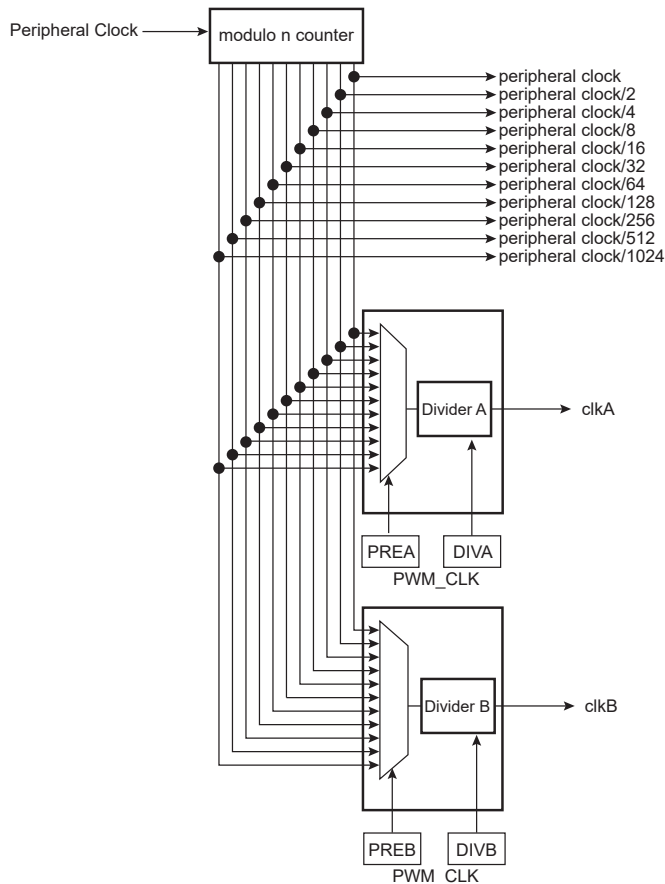 Peripheral Clock
modulo n counter
peripheral clock
peripheral clock/2
peripheral clock/4
peripheral clock/8
peripheral clock/16
peripheral clock/32
peripheral clock/64
peripheral clock/128
peripheral clock/256
peripheral clock/512
peripheral clock/1024
Divider A
clkA
PREA
DIVA
PWM_CLK
Divider B
clkB
PREB
DIVB
PWM CLK